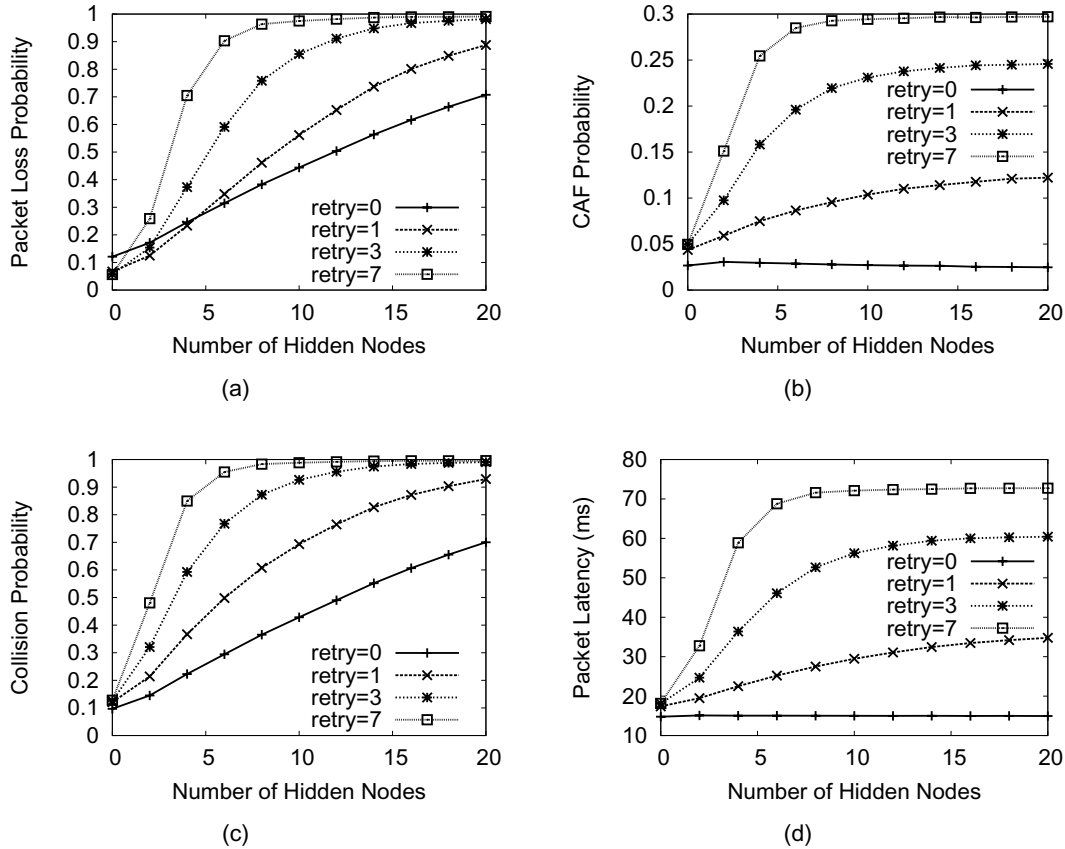 Packet Loss Probability
1
0.9
0.8
0.7
0.6
0.5
0.4
0.3
0.2
0.1
0
retry=0
retry=1
retry=3
retry=7
0 5 10 15 20
Number of Hidden Nodes
(a)
CAF Probability
0.3
0.25
0.2
0.15
0.1
0.05
0
retry=0
retry=1
retry=3
retry=7
0 5 10 15 20
Number of Hidden Nodes
(b)
Collision Probability
1
0.9
0.8
0.7
0.6
0.5
0.4
0.3
0.2
0.1
0
retry=0
retry=1
retry=3
retry=7
0 5 10 15 20
Number of Hidden Nodes
(c)
Packet Latency (ms)
80
70
60
50
40
30
20
10
retry=0
retry=1
retry=3
retry=7
0 5 10 15 20
Number of Hidden Nodes
(d)